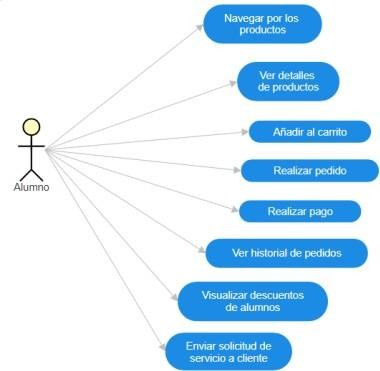 Navegar por los
productos
Ver detalles
de productos
Añadir al carrito
Alumno
Realizar pedido
Realizar pago
Ver historial de pedidos
Visualizar descuentos
de alumnos
Enviar solicitud de
servicio a cliente